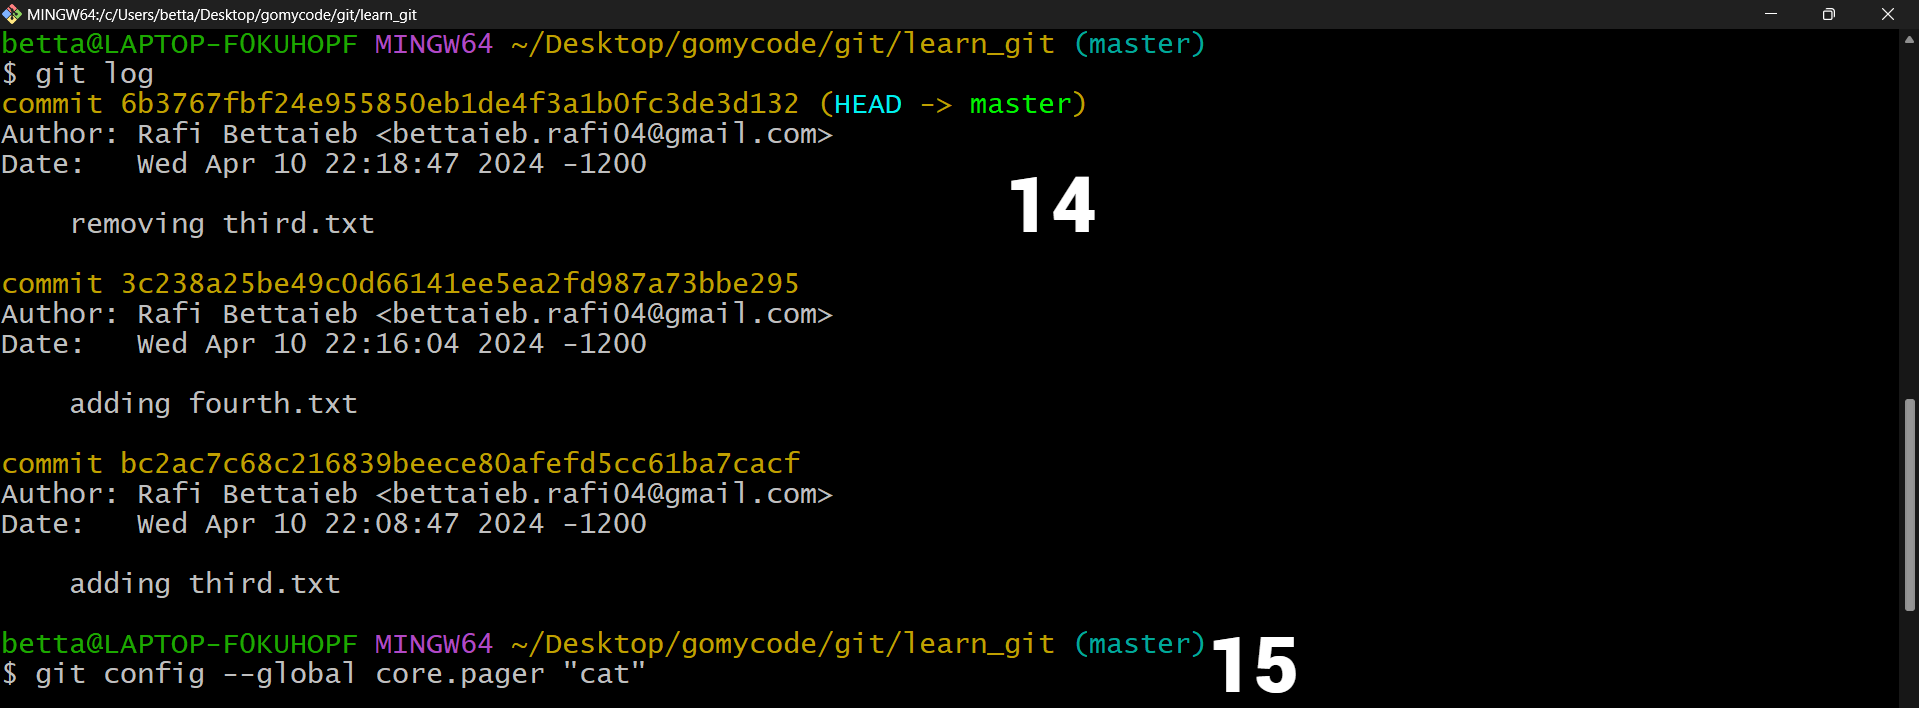 MINGW64:/c/Users/betta/Desktop/gomycode/git/learn_git
betta@LAPTOP-F0KUHOPF MINGW64 ~/Desktop/gomycode/git/learn_git (master)
$ git log
commit 6b3767fbf24e955850eb1de4f3a1b0fc3de3d132 (HEAD -> master)
Author: Rafi Bettaieb <bettaieb.rafi04@gmail.com>
Date:   Wed Apr 10 22:18:47 2024 -1200
14
    removing third.txt
commit 3c238a25be49c0d66141ee5ea2fd987a73bbe295
Author: Rafi Bettaieb <bettaieb.rafi04@gmail.com>
Date:   Wed Apr 10 22:16:04 2024 -1200
    adding fourth.txt
commit bc2ac7c68c216839beece80afefd5cc61ba7cacf
Author: Rafi Bettaieb <bettaieb.rafi04@gmail.com>
Date:   Wed Apr 10 22:08:47 2024 -1200
    adding third.txt
betta@LAPTOP-F0KUHOPF MINGW64 ~/Desktop/gomycode/git/learn_git (master)
15
$ git config --global core.pager "cat"